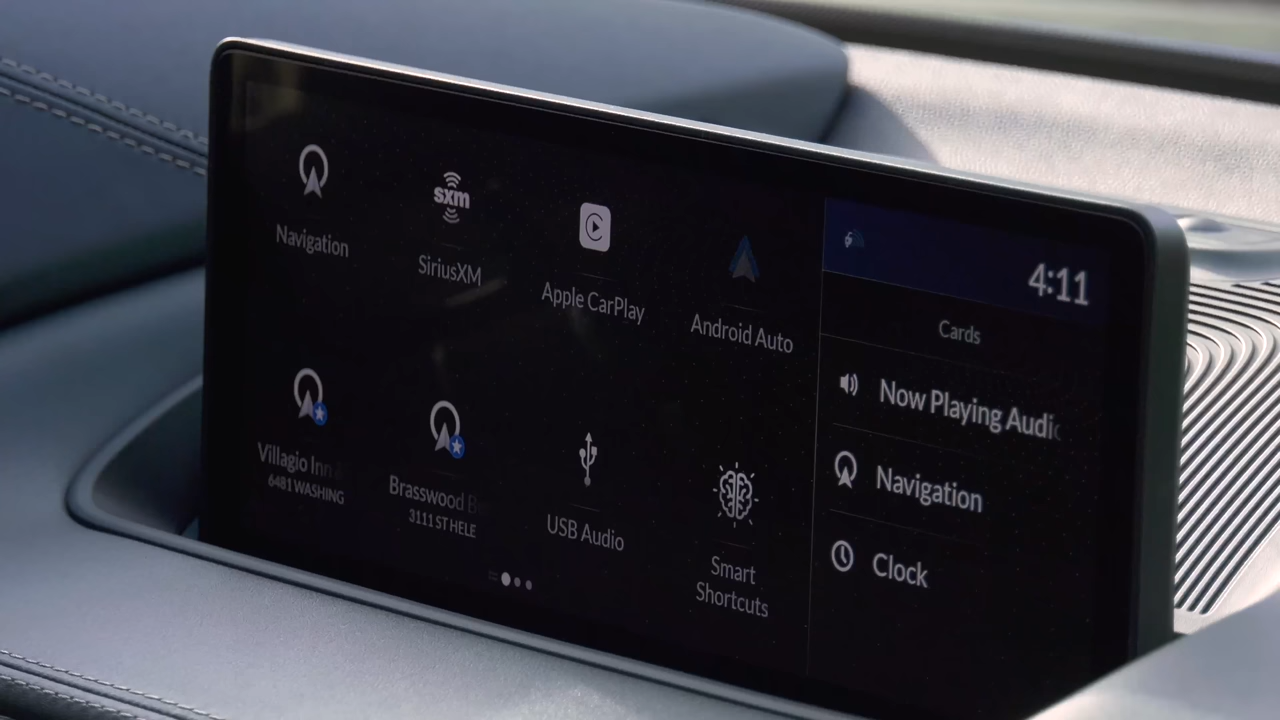 Navigation
sxm
SiriusXM
Apple CarPlay
Android Auto
Villagio Inn
6481 WASHING
Brasswood B
3111 ST HELE
USB Audio
Smart
Shortcuts
4:11
Cards
Now Playing Audi
Navigation
Clock